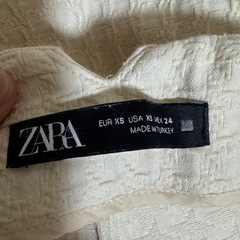 ZARA
EUR XS USA XS MEX 24
MADE IN TURKEY